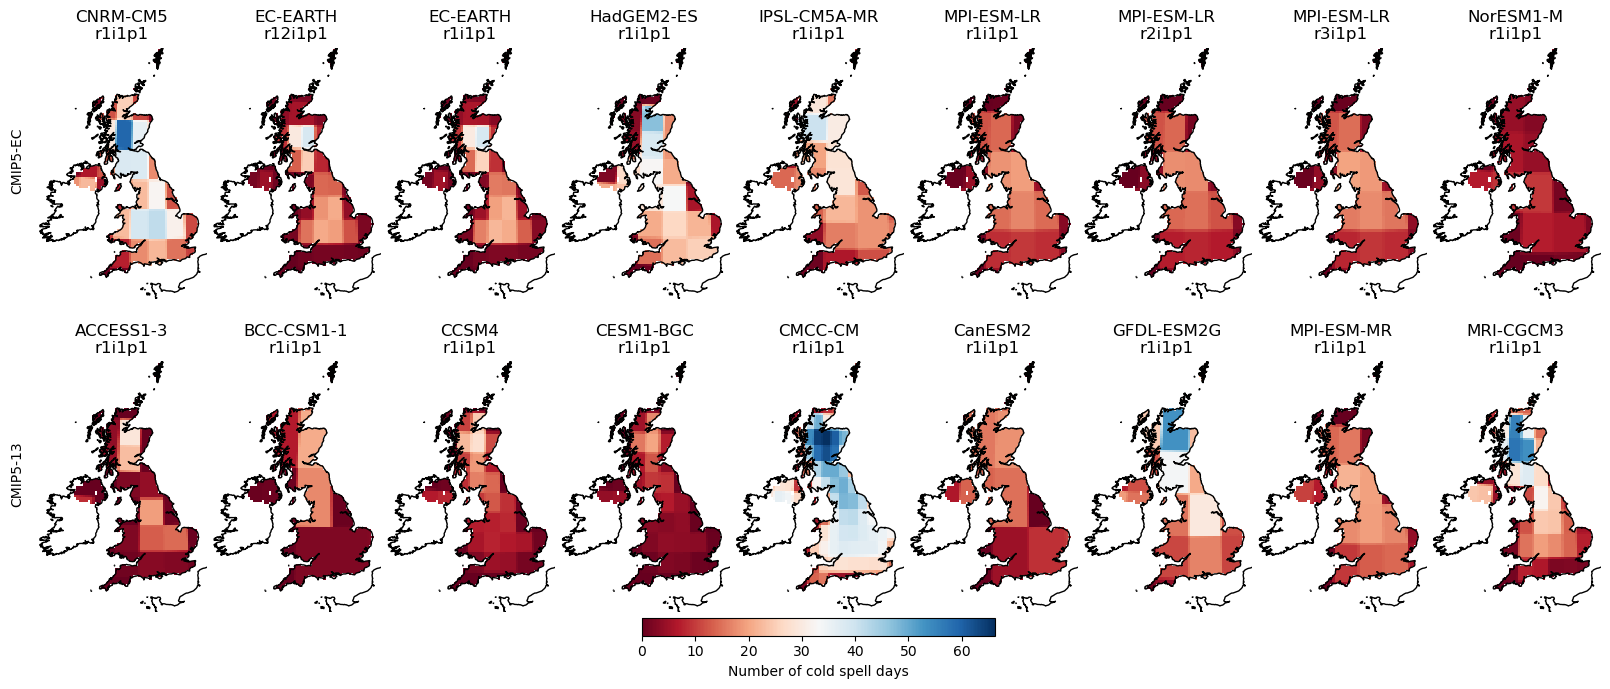 CNRM-CM5 EC-EARTH EC-EARTH HadGEM2-ES IPSL-CM5A-MR MPI-ESM-LR MPI-ESM-LR MPI-ESM-LR NorESM1-M
r1i1p1 r12i1p1 r1i1p1 r1i1p1 r1i1p1 r1i1p1 r2i1p1 r3i1p1 r1i1p1
CMIP5-EC
ACCESS1-3 BCC-CSM1-1 CCSM4 CESM1-BGC CMCC-CM CanESM2 GFDL-ESM2G MPI-ESM-MR MRI-CGCM3
r1i1p1 r1i1p1 r1i1p1 r1i1p1 r1i1p1 r1i1p1 r1i1p1 r1i1p1 r1i1p1
CMIP5-13
0 10 20 30 40 50 60
Number of cold spell days